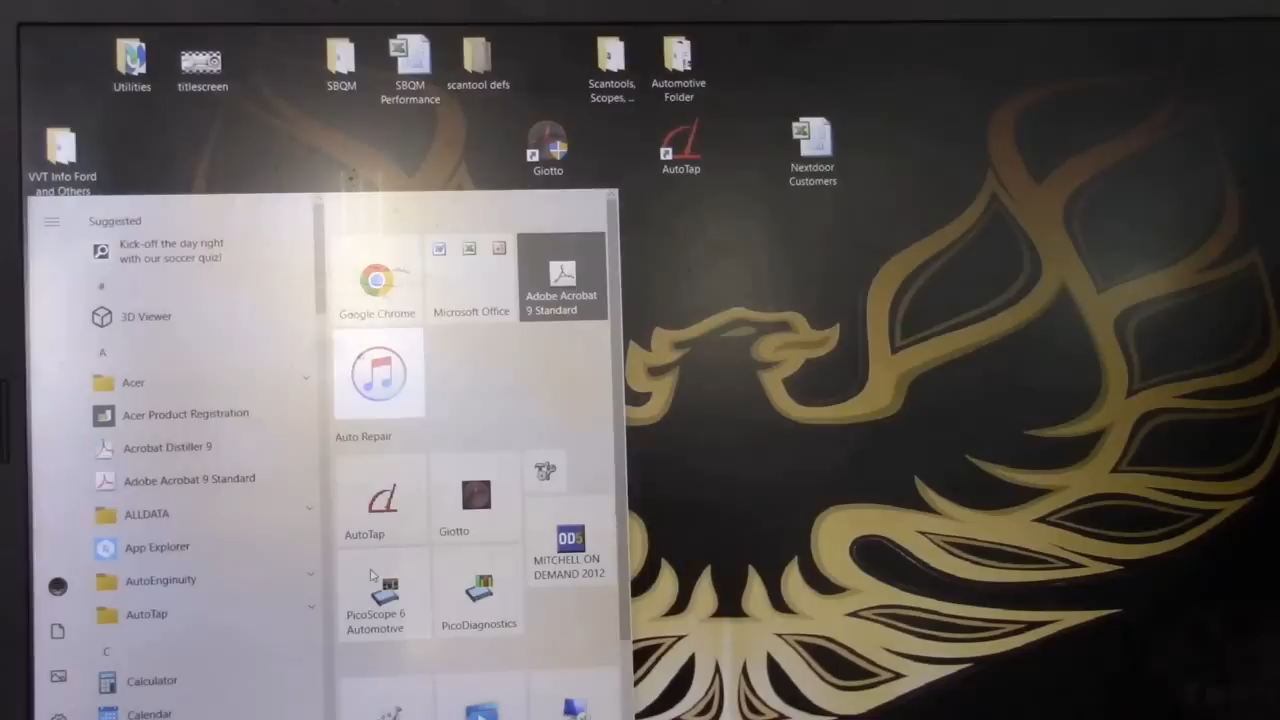 Utilities
titlescreen
SBQM
SBQM
Performance
scantool defs
Scantools,
Scopes, ...
Automotive
Folder
VVT Info Ford
and Others
Giotto
AutoTap
Nextdoor
Customers
Suggested
Kick-off the day right
with our soccer quiz!
#
3D Viewer
A
Acer
Acer Product Registration
Acrobat Distiller 9
Adobe Acrobat 9 Standard
ALLDATA
App Explorer
AutoEnginuity
AutoTap
C
Calculator
Calendar
Google Chrome
Microsoft Office
Adobe Acrobat
9 Standard
Auto Repair
AutoTap
Giotto
OD5
MITCHELL ON
DEMAND 2012
PicoScope 6
Automotive
PicoDiagnostics